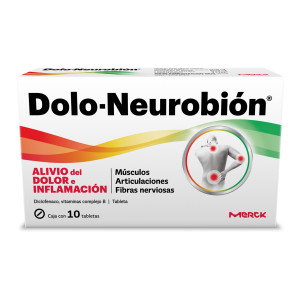 Dolo-Neurobión®
ALIVIO del
DOLOR e
INFLAMACIÓN
Músculos
Articulaciones
Fibras nerviosas
Diclofenaco, vitaminas complejo B | Tableta
Caja con 10 tabletas
MERCK